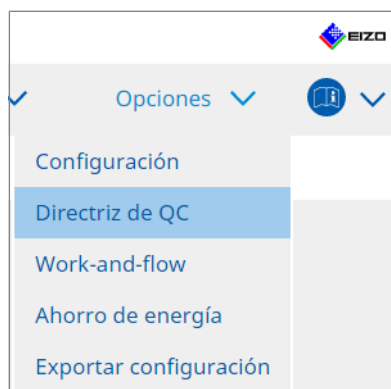 EIZO
Opciones
Configuración
Directriz de QC
Work-and-flow
Ahorro de energía
Exportar configuración